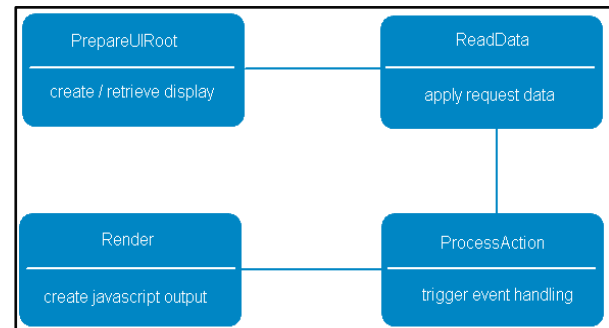 PrepareUIRoot
create / retrieve display
ReadData
apply request data
Render
create javascript output
ProcessAction
trigger event handling